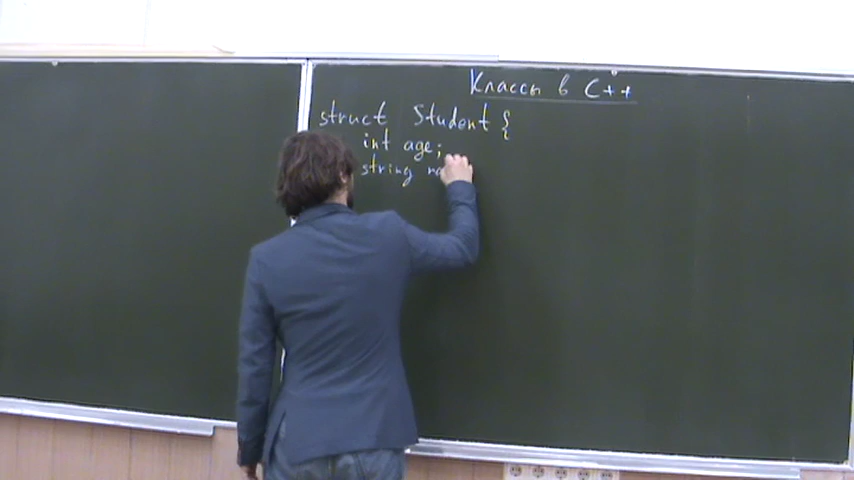 Классы в C++
struct Student {
int age;
string